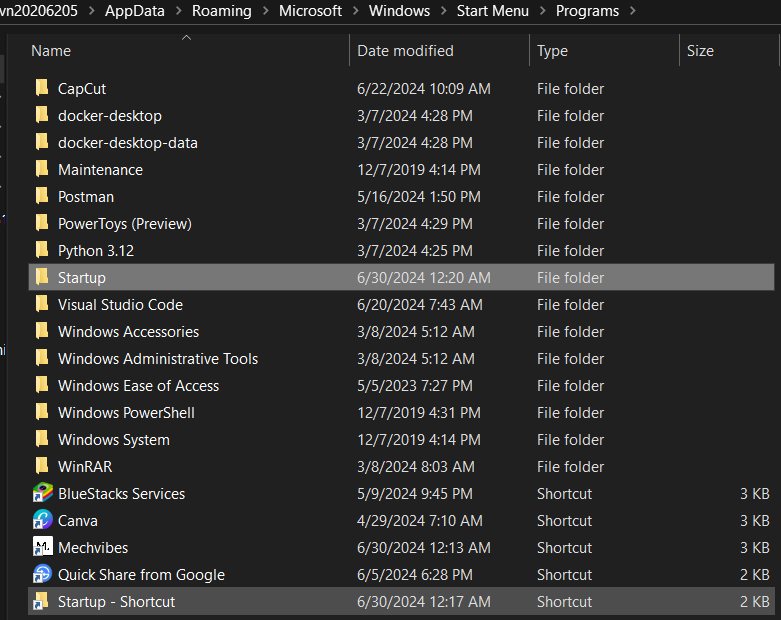 vn20206205 > AppData > Roaming > Microsoft > Windows > Start Menu > Programs >
Name Date modified Type Size
CapCut 6/22/2024 10:09 AM File folder
docker-desktop 3/7/2024 4:28 PM File folder
docker-desktop-data 3/7/2024 4:28 PM File folder
Maintenance 12/7/2019 4:14 PM File folder
Postman 5/16/2024 1:50 PM File folder
PowerToys (Preview) 3/7/2024 4:29 PM File folder
Python 3.12 3/7/2024 4:25 PM File folder
Startup 6/30/2024 12:20 AM File folder
Visual Studio Code 6/20/2024 7:43 AM File folder
Windows Accessories 3/8/2024 5:12 AM File folder
Windows Administrative Tools 3/8/2024 5:12 AM File folder
Windows Ease of Access 5/5/2023 7:27 PM File folder
Windows PowerShell 12/7/2019 4:31 PM File folder
Windows System 12/7/2019 4:14 PM File folder
WinRAR 3/8/2024 8:03 AM File folder
BlueStacks Services 5/9/2024 9:45 PM Shortcut 3 KB
Canva 4/29/2024 7:10 AM Shortcut 3 KB
Mechvibes 6/30/2024 12:13 AM Shortcut 3 KB
Quick Share from Google 6/5/2024 6:28 PM Shortcut 2 KB
Startup - Shortcut 6/30/2024 12:17 AM Shortcut 2 KB